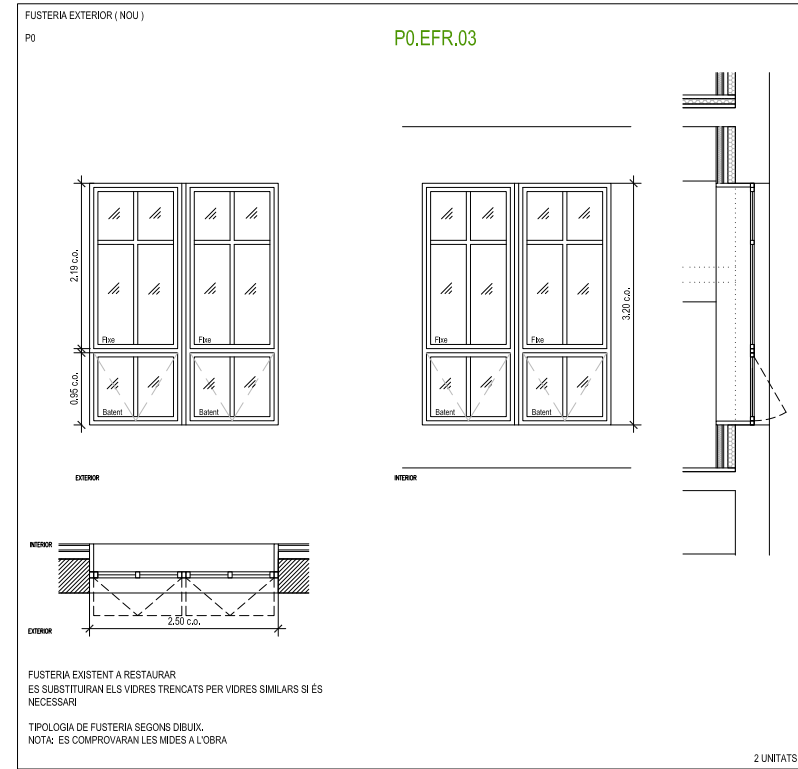 FUSTERIA EXTERIOR ( NOU )
P0
P0.EFR.03
2.19 c.o.
0.95 c.o.
Fixe
Fixe
Batent
Batent
EXTERIOR
3.20 c.o.
Fixe
Fixe
Batent
Batent
INTERIOR
INTERIOR
EXTERIOR
2.50 c.o.
FUSTERIA EXISTENT A RESTAURAR
ES SUBSTITUIRAN ELS VIDRES TRENCATS PER VIDRES SIMILARS SI ÉS
NECESSARI
TIPOLOGIA DE FUSTERIA SEGONS DIBUIX.
NOTA: ES COMPROVARAN LES MIDES A L'OBRA
2 UNITATS